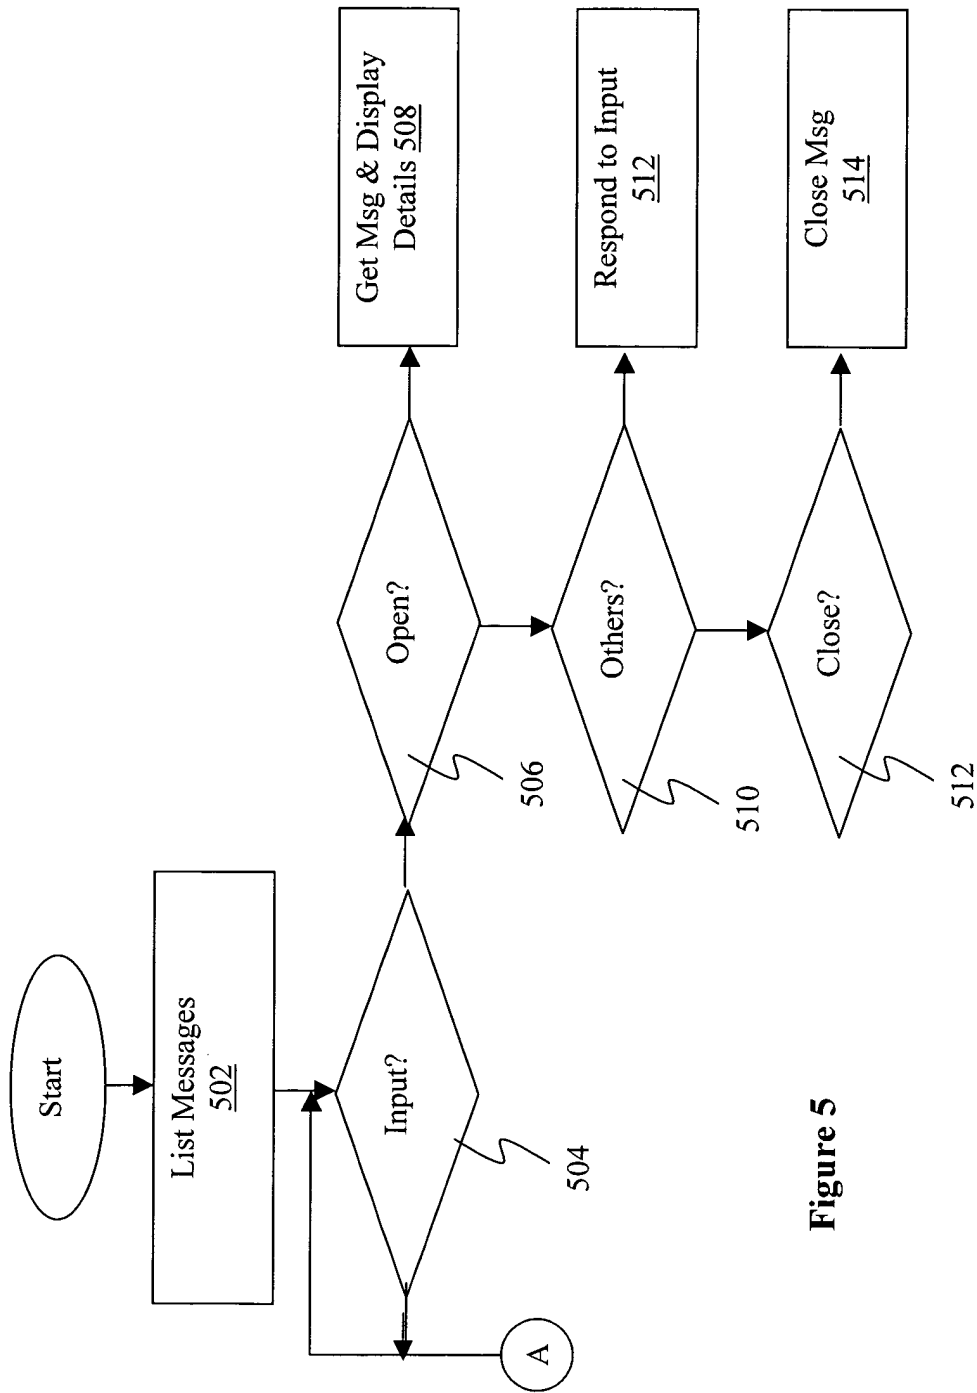 Start
List Messages
502
Input?
504
A
Open?
506
Get Msg & Display
Details 508
Others?
510
Respond to Input
512
Close?
512
Close Msg
514
Figure 5